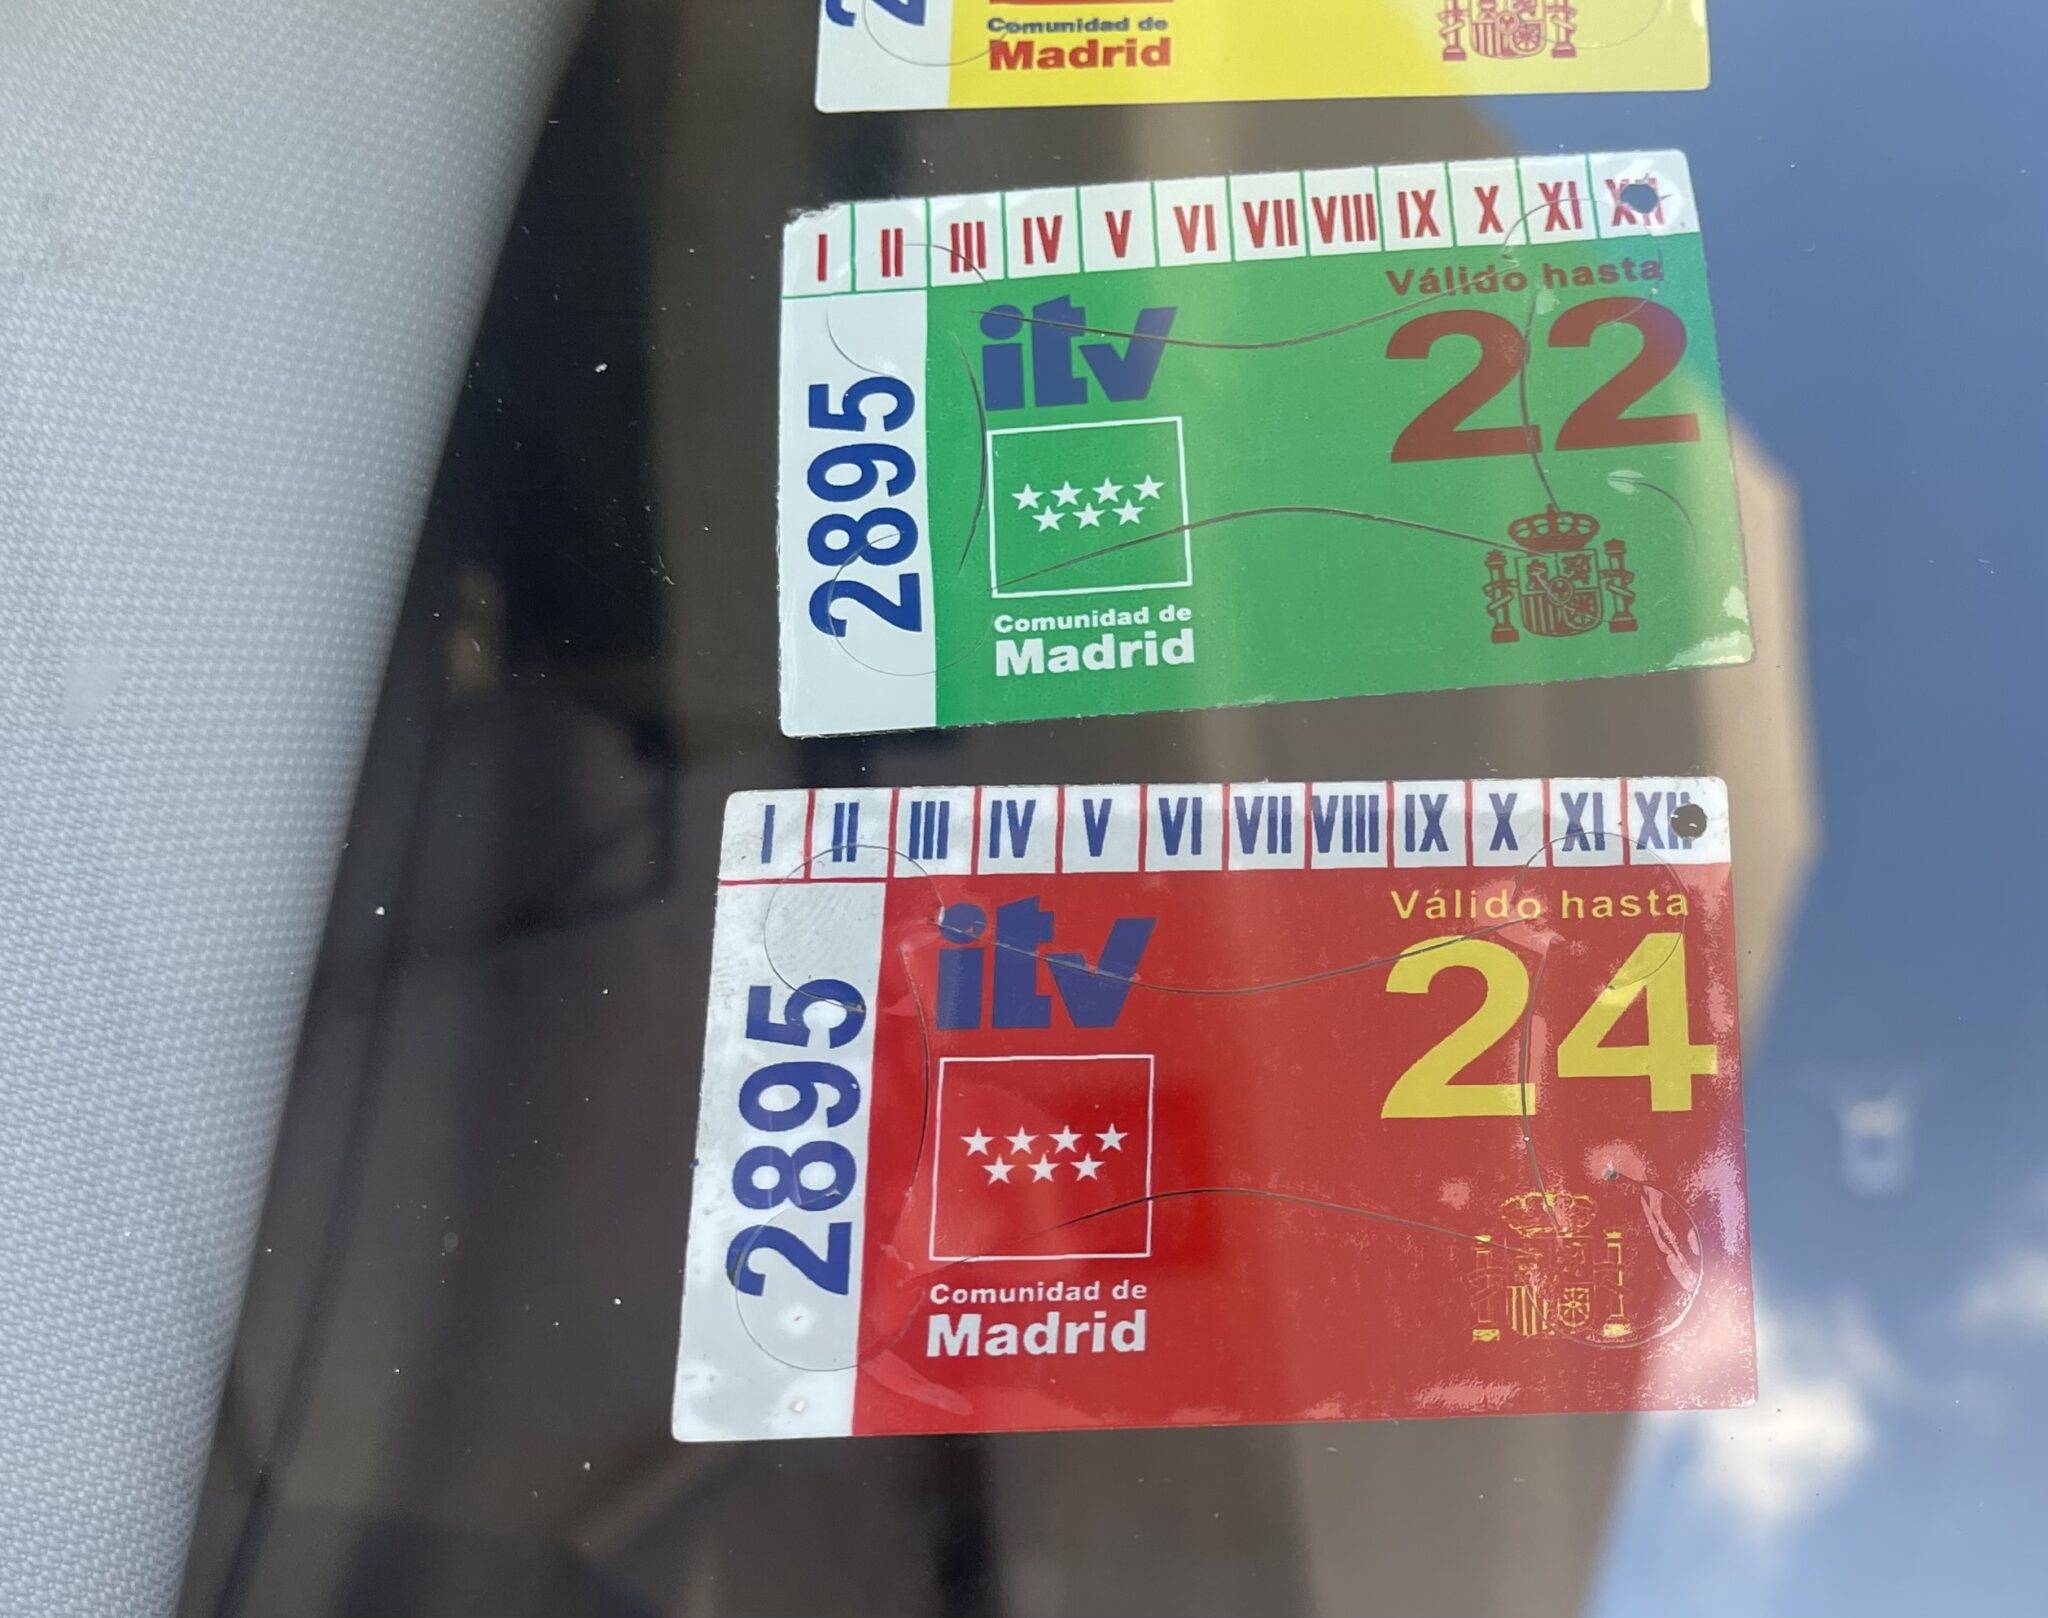 Comunidad de
Madrid
I II III IV V VI VII VIII IX X XI XII
Válido hasta
itv
22
2895
Comunidad de
Madrid
I II III IV V VI VII VIII IX X XI XII
Válido hasta
itv
24
2895
Comunidad de
Madrid